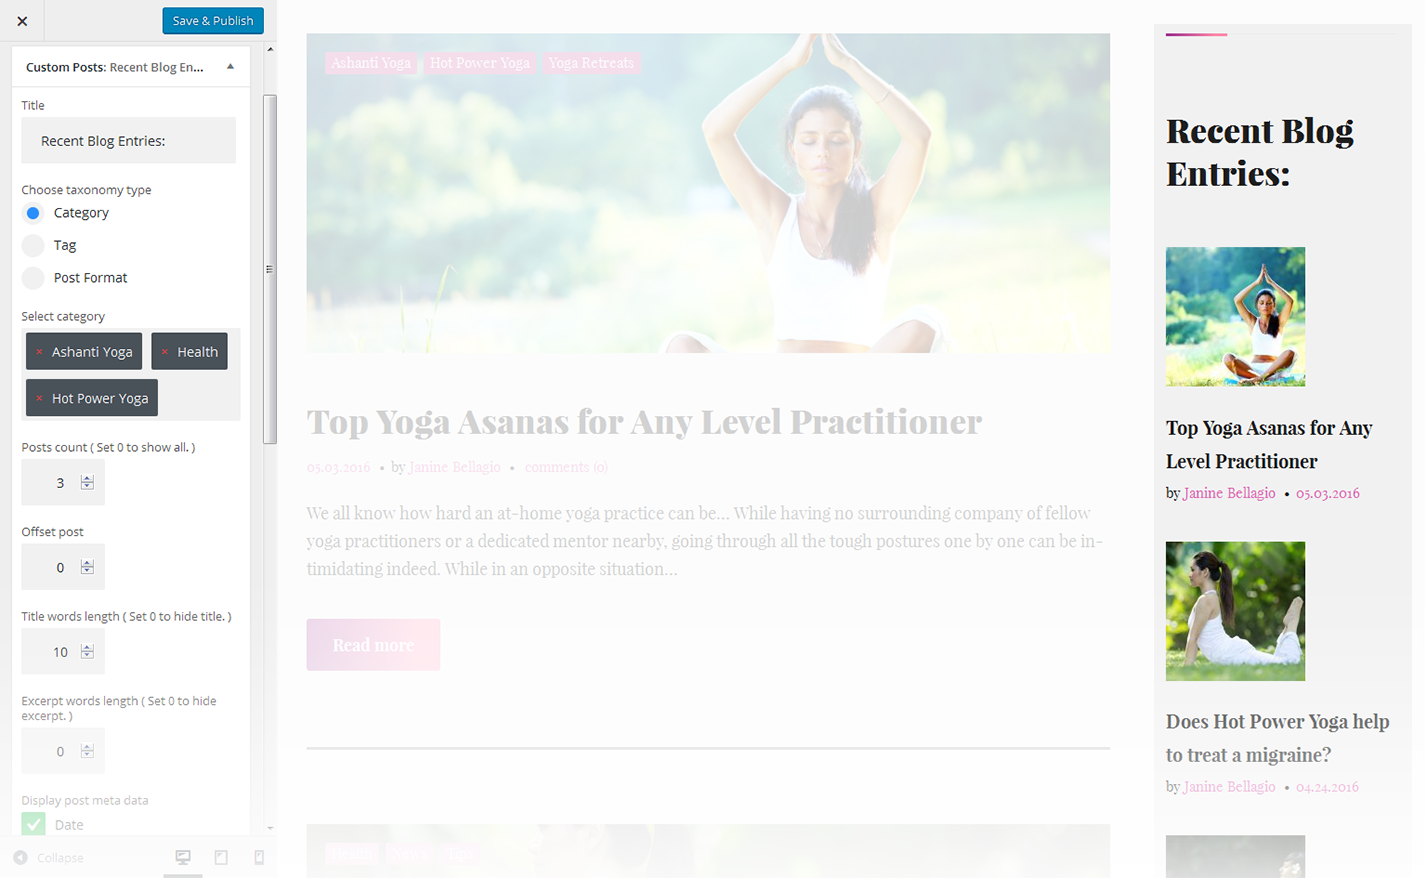 Save & Publish
Custom Posts: Recent Blog En...
Title
Recent Blog Entries:
Choose taxonomy type
Category
Tag
Post Format
Select category
× Ashanti Yoga × Health
× Hot Power Yoga
Posts count ( Set 0 to show all. )
3
Offset post
0
Title words length ( Set 0 to hide title. )
10
Excerpt words length ( Set 0 to hide
excerpt. )
0
Display post meta data
Date
Collapse
Ashanti Yoga Hot Power Yoga Yoga Retreats
Top Yoga Asanas for Any Level Practitioner
05.03.2016 • by Janine Bellagio • comments (0)
We all know how hard an at-home yoga practice can be... While having no surrounding company of fellow
yoga practitioners or a dedicated mentor nearby, going through all the tough postures one by one can be in-
timidating indeed. While in an opposite situation...
Read more
Recent Blog
Entries:
Top Yoga Asanas for Any
Level Practitioner
by Janine Bellagio • 05.03.2016
Does Hot Power Yoga help
to treat a migraine?
by Janine Bellagio • 04.24.2016